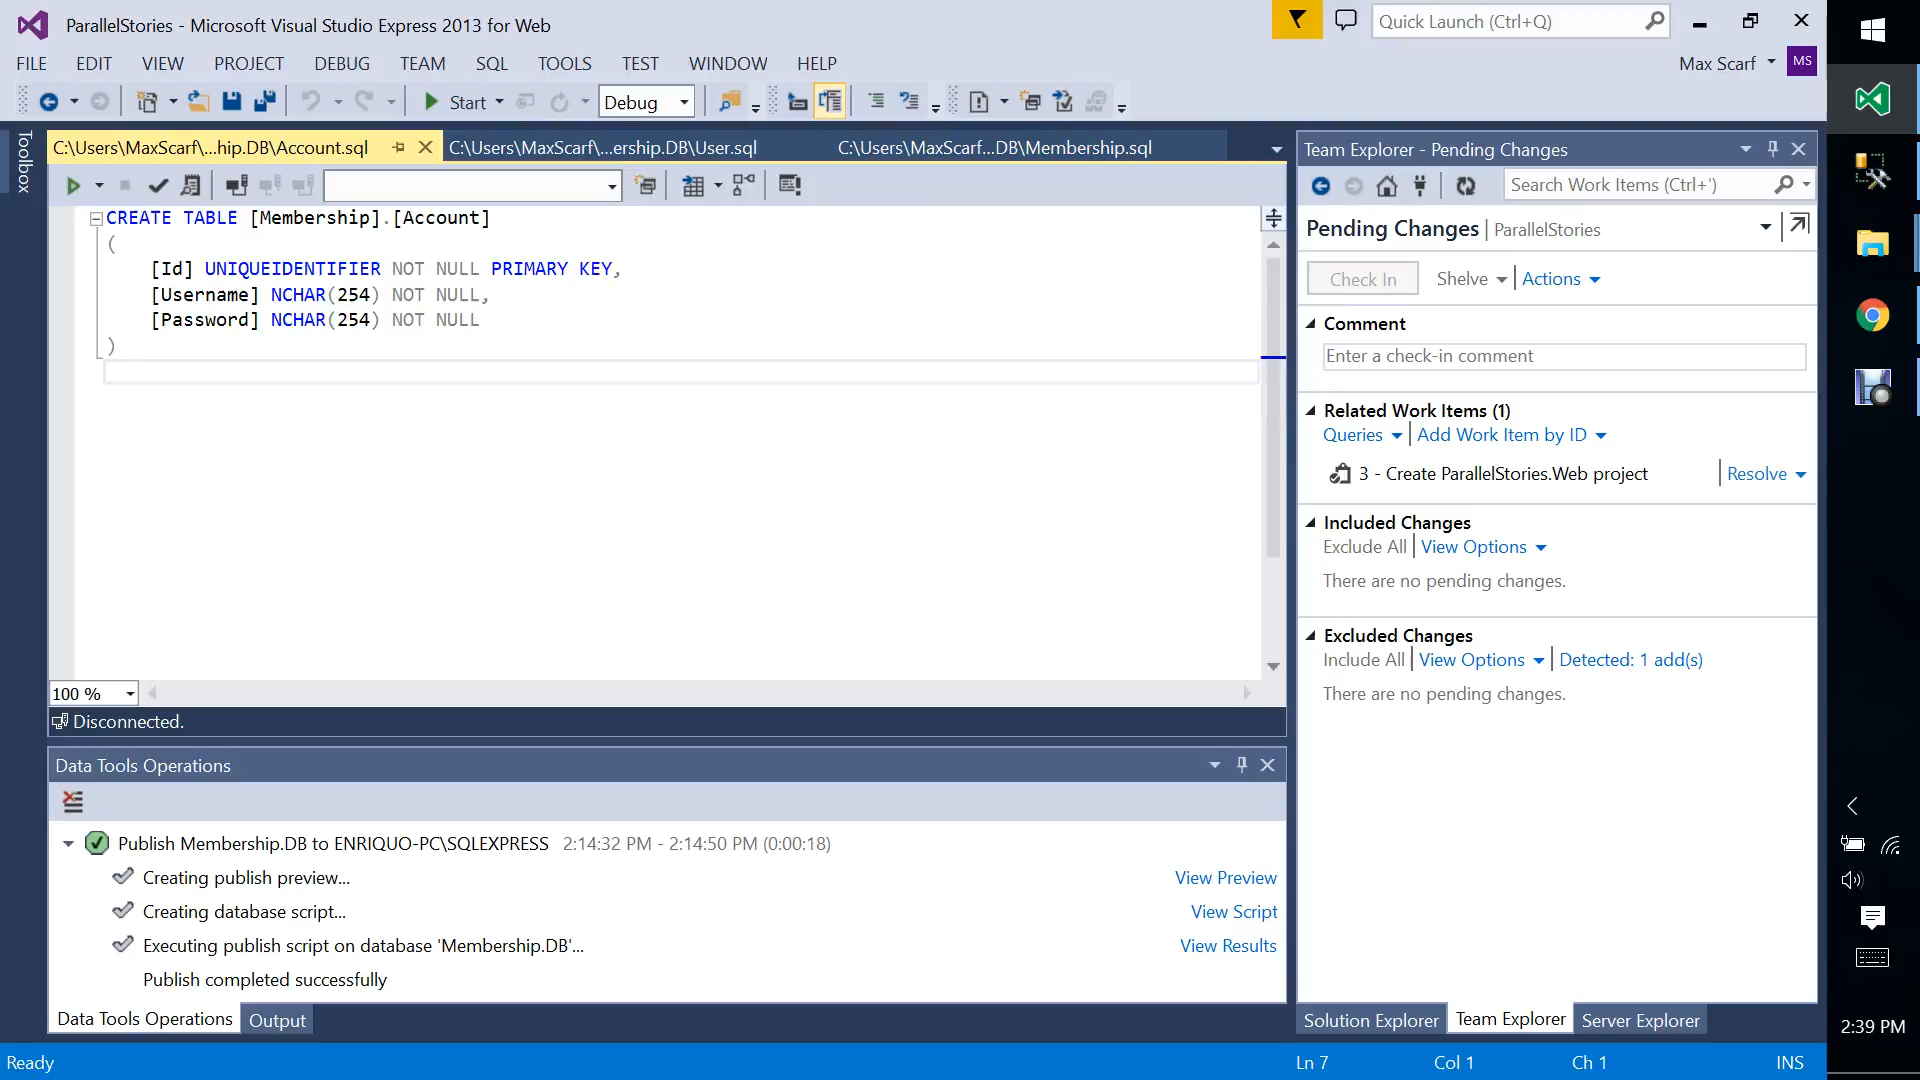 ParallelStories - Microsoft Visual Studio Express 2013 for Web
Quick Launch (Ctrl+Q)
FILE EDIT VIEW PROJECT DEBUG TEAM SQL TOOLS TEST WINDOW HELP
Max Scarf MS
Start Debug
Toolbox
C:\Users\MaxScarf\...hip.DB\Account.sql C:\Users\MaxScarf\...ership.DB\User.sql C:\Users\MaxScarf...DB\Membership.sql
CREATE TABLE [Membership].[Account]
(
[Id] UNIQUEIDENTIFIER NOT NULL PRIMARY KEY,
[Username] NCHAR(254) NOT NULL,
[Password] NCHAR(254) NOT NULL
)
100 %
Disconnected.
Data Tools Operations
Publish Membership.DB to ENRIQUO-PC\SQLEXPRESS 2:14:32 PM - 2:14:50 PM (0:00:18)
Creating publish preview... View Preview
Creating database script... View Script
Executing publish script on database 'Membership.DB'... View Results
Publish completed successfully
Data Tools Operations Output
Team Explorer - Pending Changes
Search Work Items (Ctrl+')
Pending Changes | ParallelStories
Check In Shelve Actions
Comment
Enter a check-in comment
Related Work Items (1)
Queries Add Work Item by ID
3 - Create ParallelStories.Web project Resolve
Included Changes
Exclude All View Options
There are no pending changes.
Excluded Changes
Include All View Options Detected: 1 add(s)
There are no pending changes.
Solution Explorer Team Explorer Server Explorer
2:39 PM
Ready Ln 7 Col 1 Ch 1 INS